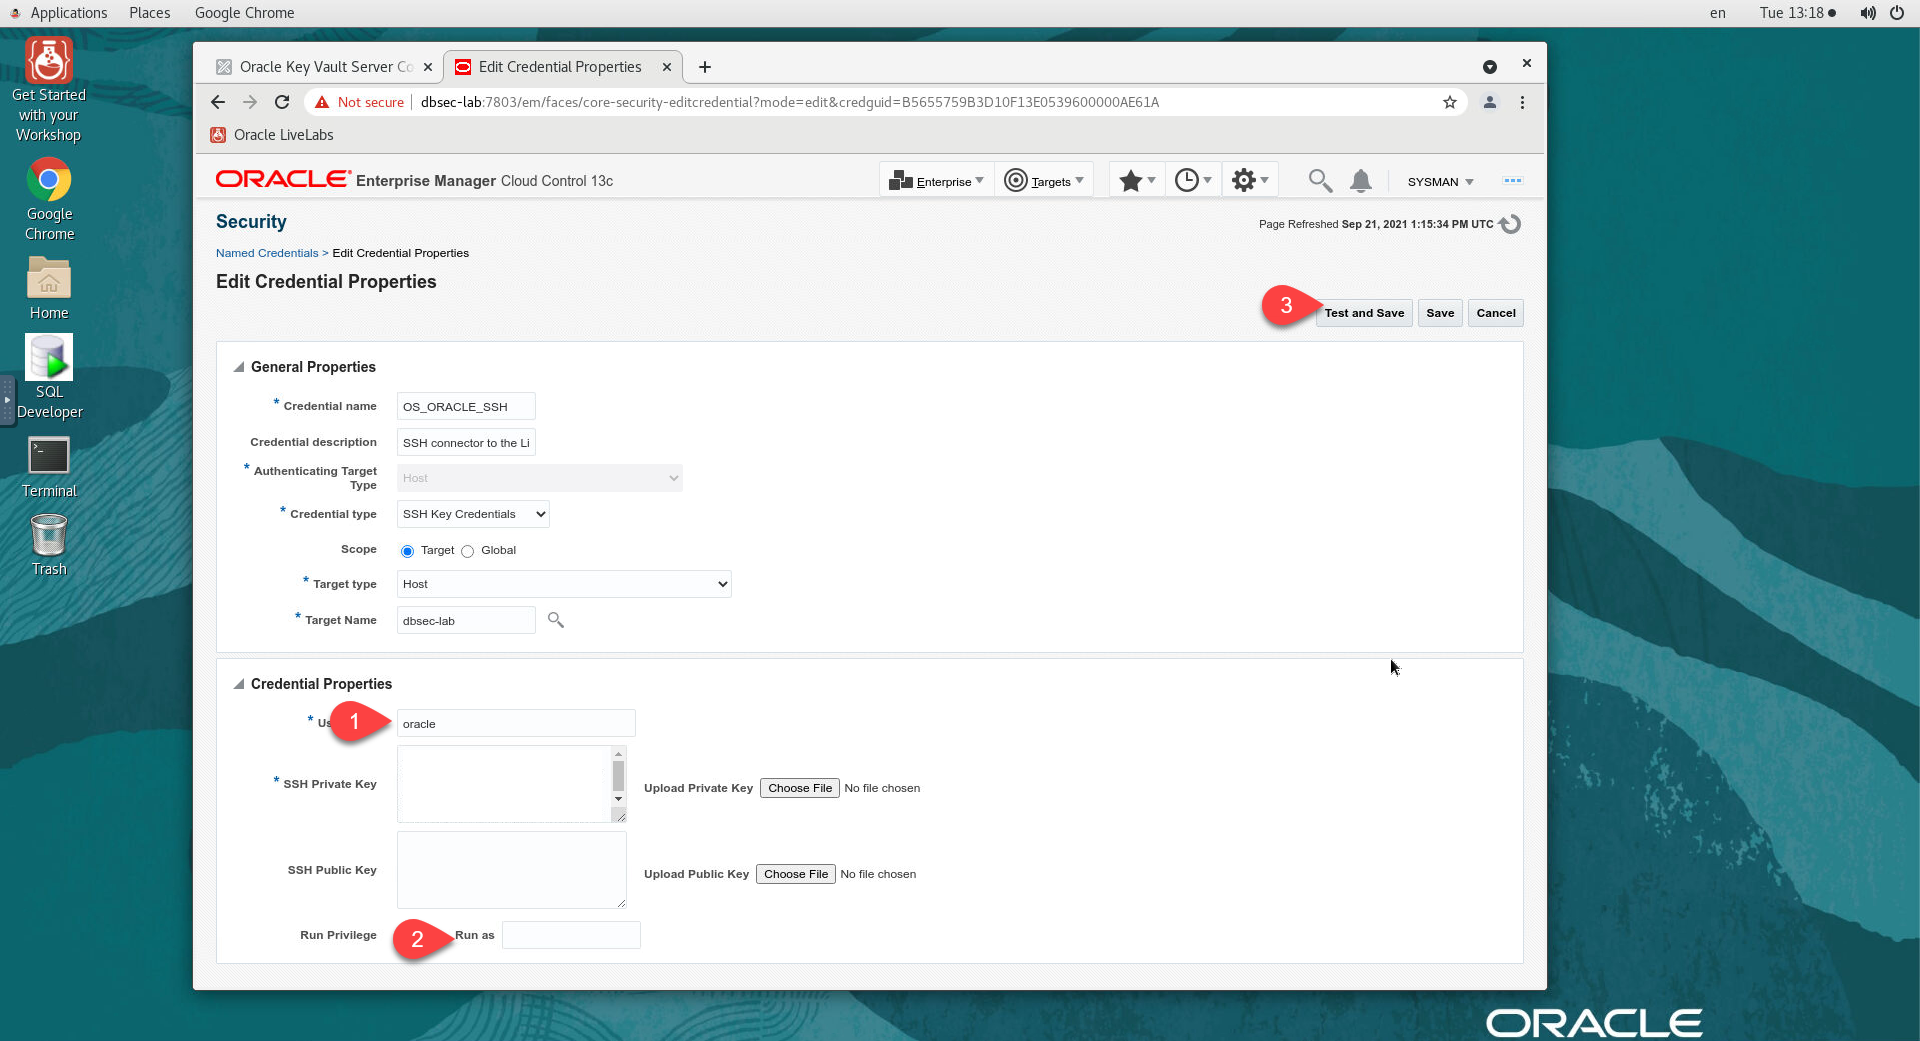 Applications Places Google Chrome en Tue 13:18
Get Started
with your
Workshop
Google
Chrome
Home
SQL
Developer
Terminal
Trash
Oracle Key Vault Server Co
Edit Credential Properties
Not secure dbsec-lab:7803/em/faces/core-security-editcredential?mode=edit&credguid=B5655759B3D10F13E0539600000AE61A
Oracle LiveLabs
ORACLE Enterprise Manager Cloud Control 13c
Enterprise Targets SYSMAN
Security
Page Refreshed Sep 21, 2021 1:15:34 PM UTC
Named Credentials > Edit Credential Properties
Edit Credential Properties
3 Test and Save Save Cancel
General Properties
* Credential name OS_ORACLE_SSH
Credential description SSH connector to the Li
* Authenticating Target
Type Host
* Credential type SSH Key Credentials
Scope Target Global
* Target type Host
* Target Name dbsec-lab
Credential Properties
* Us 1 oracle
* SSH Private Key Upload Private Key Choose File No file chosen
SSH Public Key Upload Public Key Choose File No file chosen
Run Privilege 2 Run as
ORACLE